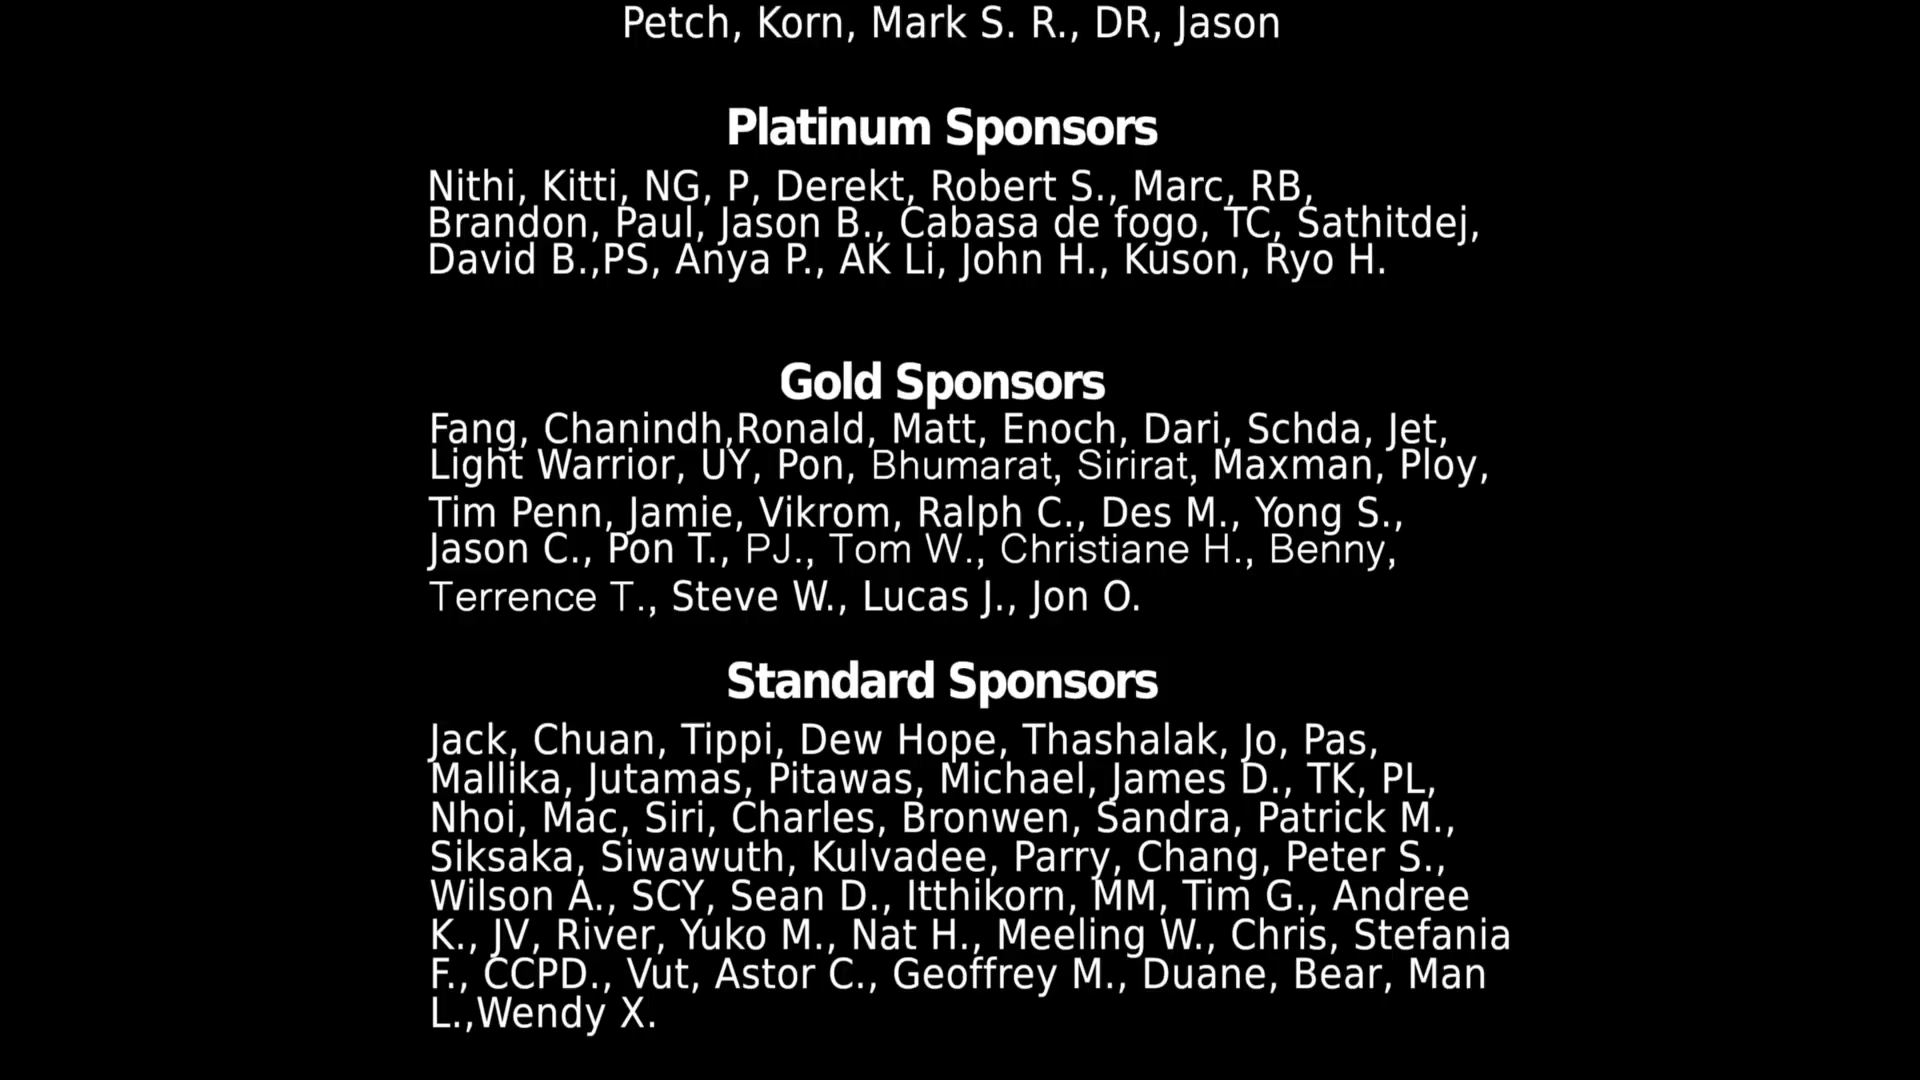 Petch, Korn, Mark S. R., DR, Jason
Platinum Sponsors
Nithi, Kitti, NG, P, Derekt, Robert S., Marc, RB,
Brandon, Paul, Jason B., Cabasa de fogo, TC, Sathitdej,
David B.,PS, Anya P., AK Li, John H., Kuson, Ryo H.
Gold Sponsors
Fang, Chanindh,Ronald, Matt, Enoch, Dari, Schda, Jet,
Light Warrior, UY, Pon, Bhumarat, Sirirat, Maxman, Ploy,
Tim Penn, Jamie, Vikrom, Ralph C., Des M., Yong S.,
Jason C., Pon T., PJ., Tom W., Christiane H., Benny,
Terrence T., Steve W., Lucas J., Jon O.
Standard Sponsors
Jack, Chuan, Tippi, Dew Hope, Thashalak, Jo, Pas,
Mallika, Jutamas, Pitawas, Michael, James D., TK, PL,
Nhoi, Mac, Siri, Charles, Bronwen, Sandra, Patrick M.,
Siksaka, Siwawuth, Kulvadee, Parry, Chang, Peter S.,
Wilson A., SCY, Sean D., Itthikorn, MM, Tim G., Andree
K., JV, River, Yuko M., Nat H., Meeling W., Chris, Stefania
F., CCPD., Vut, Astor C., Geoffrey M., Duane, Bear, Man
L.,Wendy X.